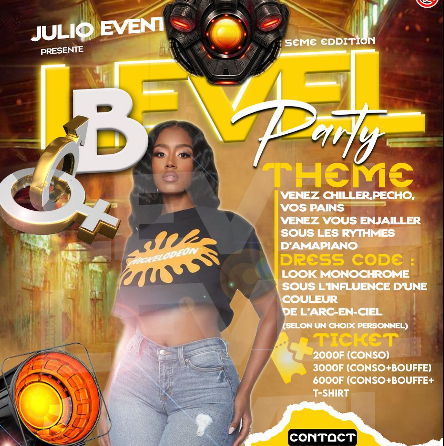 JULIO EVENT
PRESENTE
5EME EDDITION
LEVEL
B
Party
THEME
VENEZ CHILLER,PECHO,
VOS PAINS
VENEZ VOUS ENJAILLER
SOUS LES RYTHMES
D'AMAPIANO
DRESS CODE :
LOOK MONOCHROME
SOUS L'INFLUENCE D'UNE
COULEUR
DE L'ARC-EN-CIEL
(SELON UN CHOIX PERSONNEL)
TICKET
2000F (CONSO)
3000F (CONSO+BOUFFE)
6000F (CONSO+BOUFFE+
T-SHIRT
NICKELODEON
CONTACT